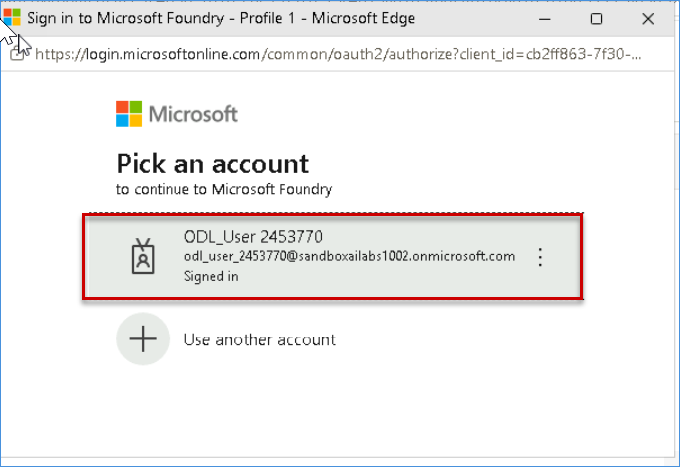 Sign in to Microsoft Foundry - Profile 1 - Microsoft Edge
https://login.microsoftonline.com/common/oauth2/authorize?client_id=cb2ff863-7f30-...
Microsoft
Pick an account
to continue to Microsoft Foundry
ODL_User 2453770
odl_user_2453770@sandboxailabs1002.onmicrosoft.com
Signed in
Use another account